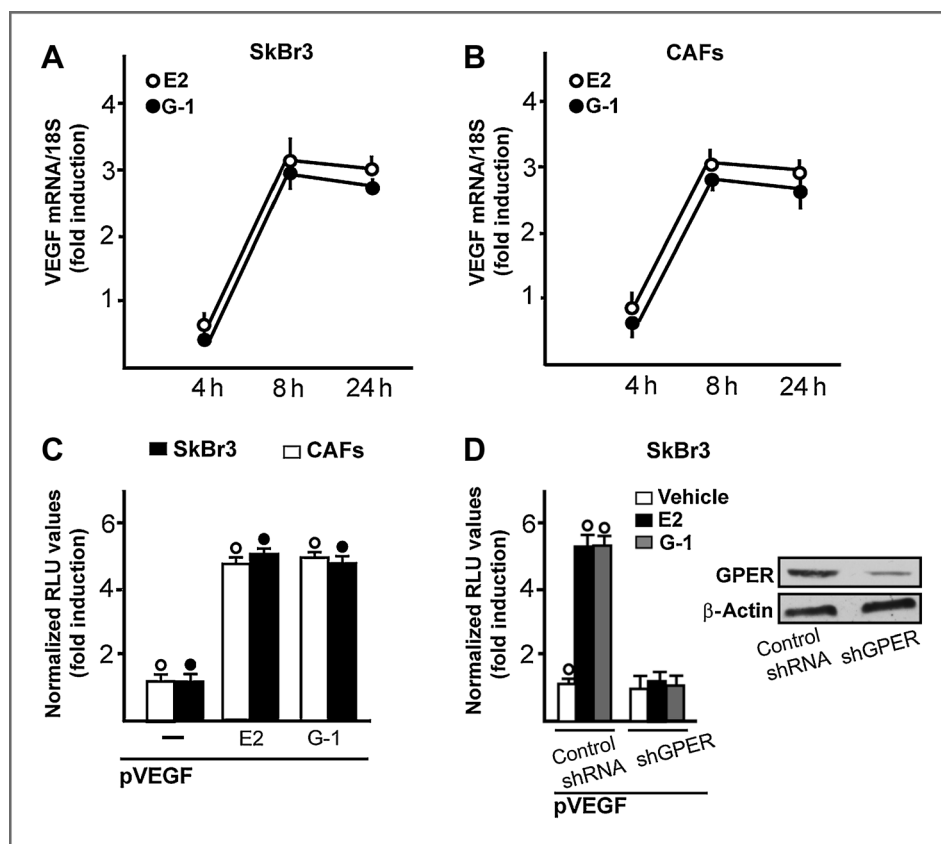 A
SkBr3
E2
G-1
VEGF mRNA/18S
(fold induction)
4
3
2
1
4 h
8 h
24 h
B
CAFs
E2
G-1
VEGF mRNA/18S
(fold induction)
4
3
2
1
4 h
8 h
24 h
C
SkBr3
CAFs
Normalized RLU values
(fold induction)
6
4
2
–
E2
G-1
pVEGF
D
SkBr3
Vehicle
E2
G-1
Normalized RLU values
(fold induction)
6
4
2
Control
shRNA
shGPER
pVEGF
GPER
β-Actin
Control
shRNA
shGPER